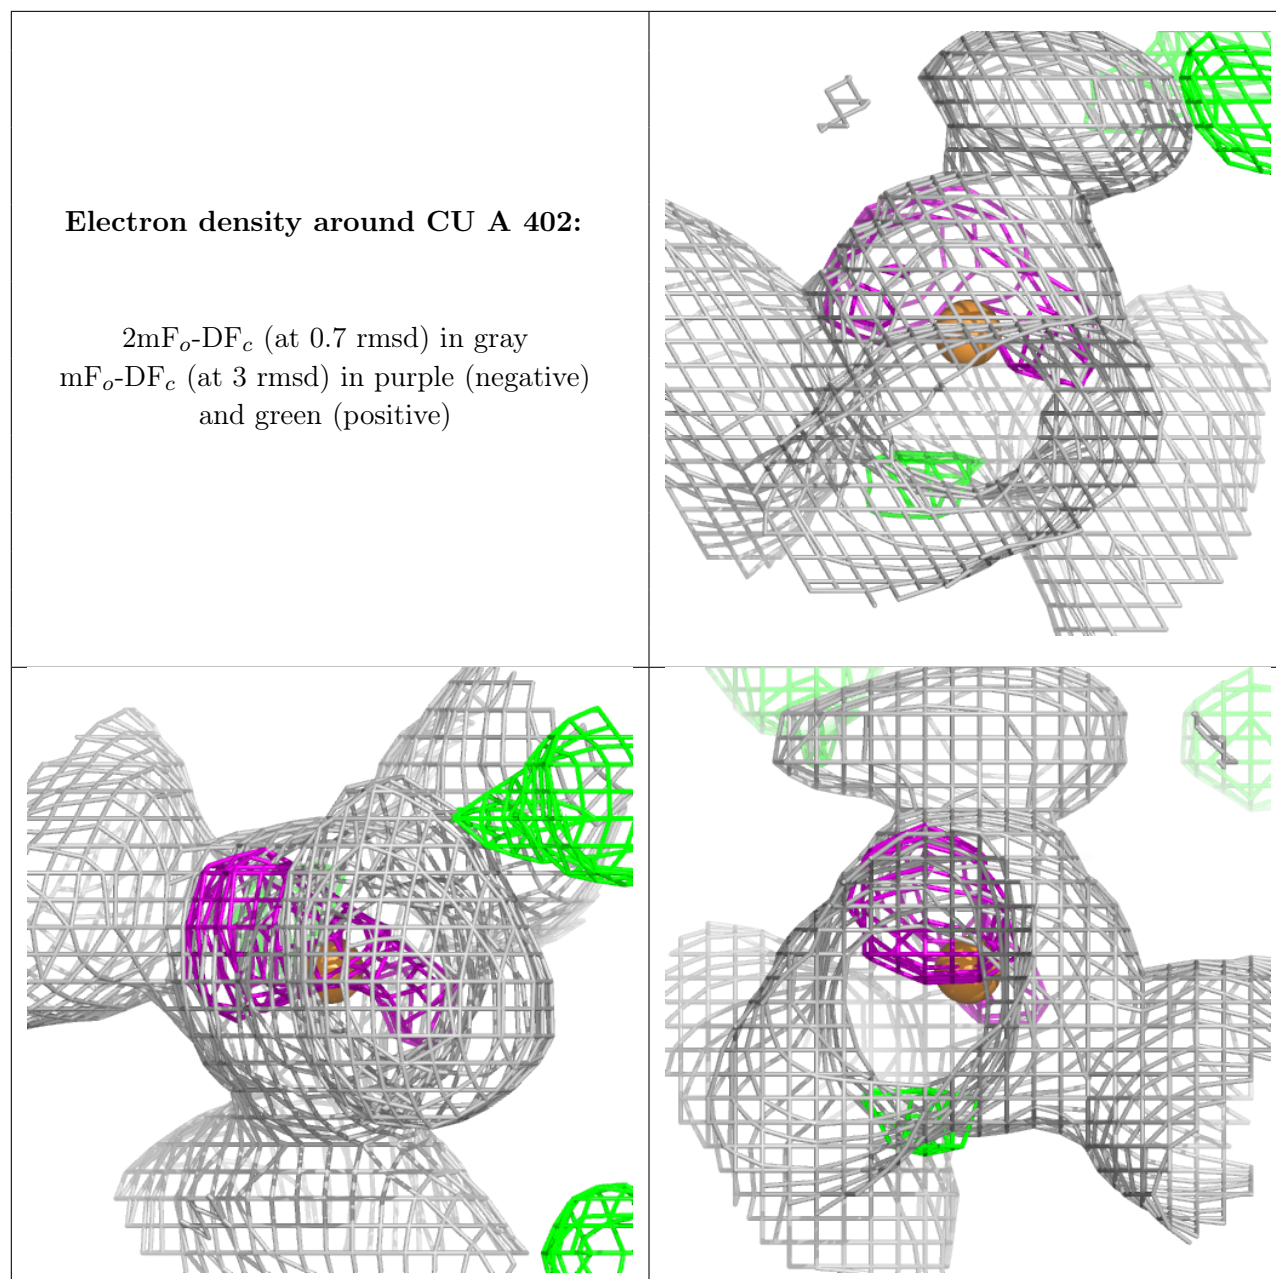 Electron density around CU A 402:
2mFo-DFc (at 0.7 rmsd) in gray
mFo-DFc (at 3 rmsd) in purple (negative)
and green (positive)